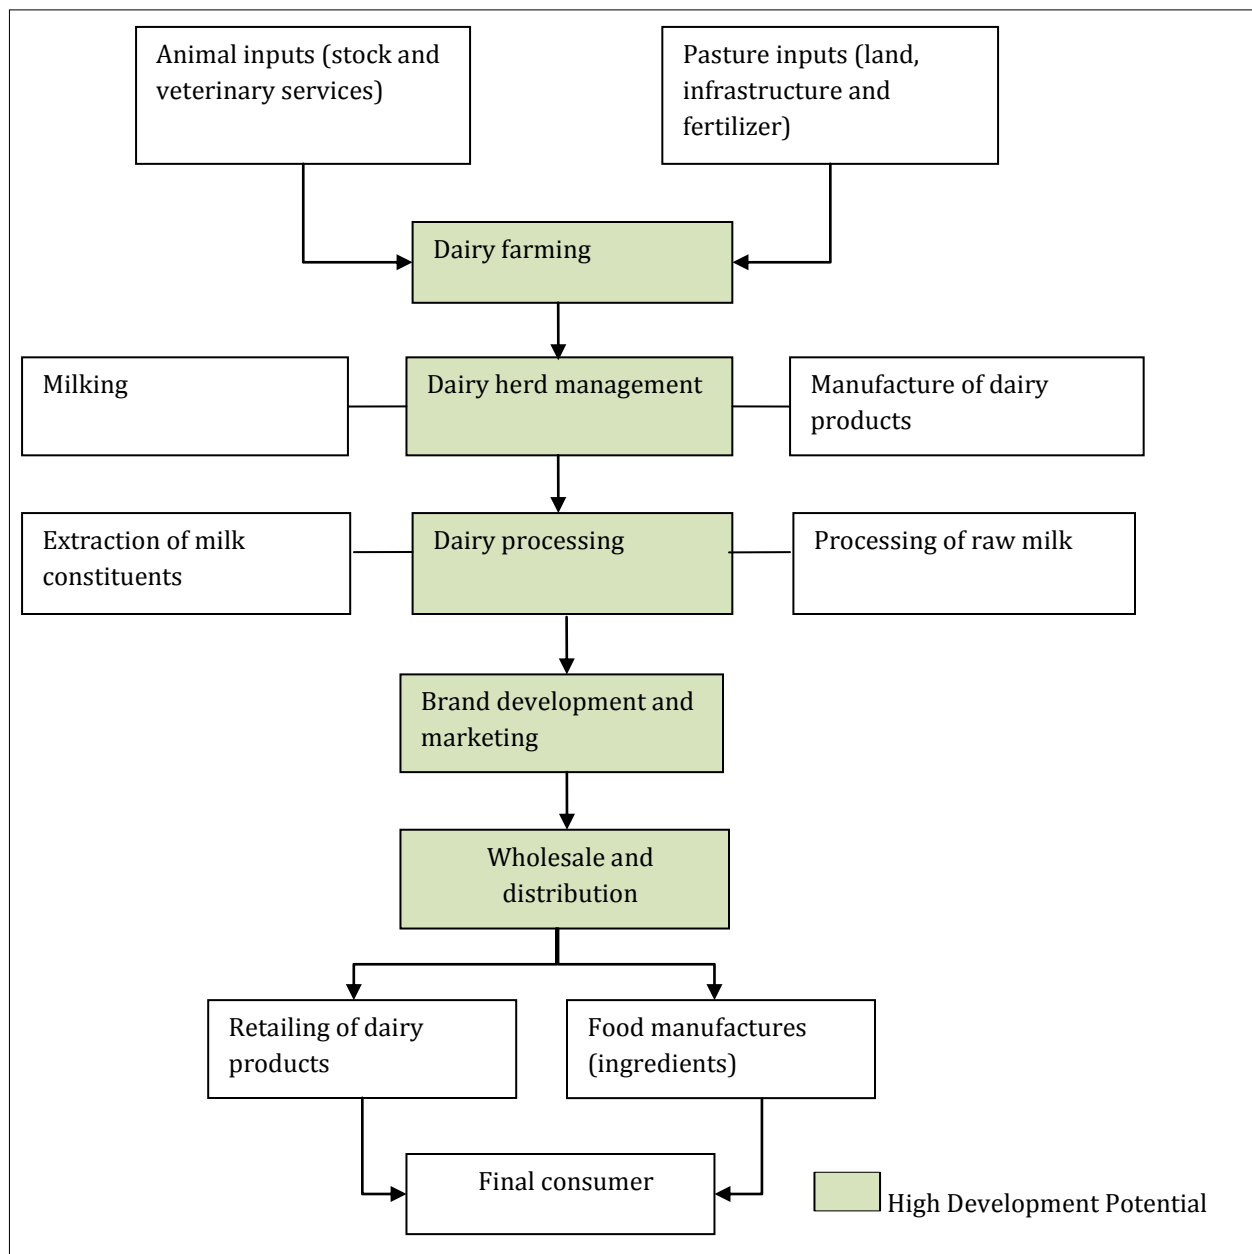 Animal inputs (stock and
veterinary services)
Pasture inputs (land,
infrastructure and
fertilizer)
Dairy farming
Milking
Dairy herd management
Manufacture of dairy
products
Extraction of milk
constituents
Dairy processing
Processing of raw milk
Brand development and
marketing
Wholesale and
distribution
Retailing of dairy
products
Food manufactures
(ingredients)
Final consumer
High Development Potential